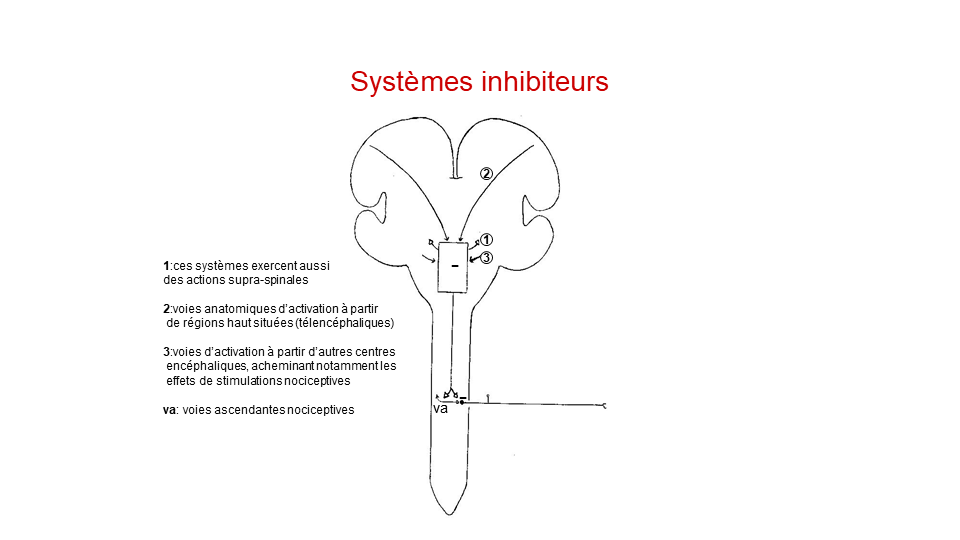 Systèmes inhibiteurs
2
1
3
-
1:ces systèmes exercent aussi
des actions supra-spinales
2:voies anatomiques d'activation à partir
de régions haut situées (télencéphaliques)
3:voies d'activation à partir d'autres centres
encéphaliques, acheminant notamment les
effets de stimulations nociceptives
va: voies ascendantes nociceptives
va
-